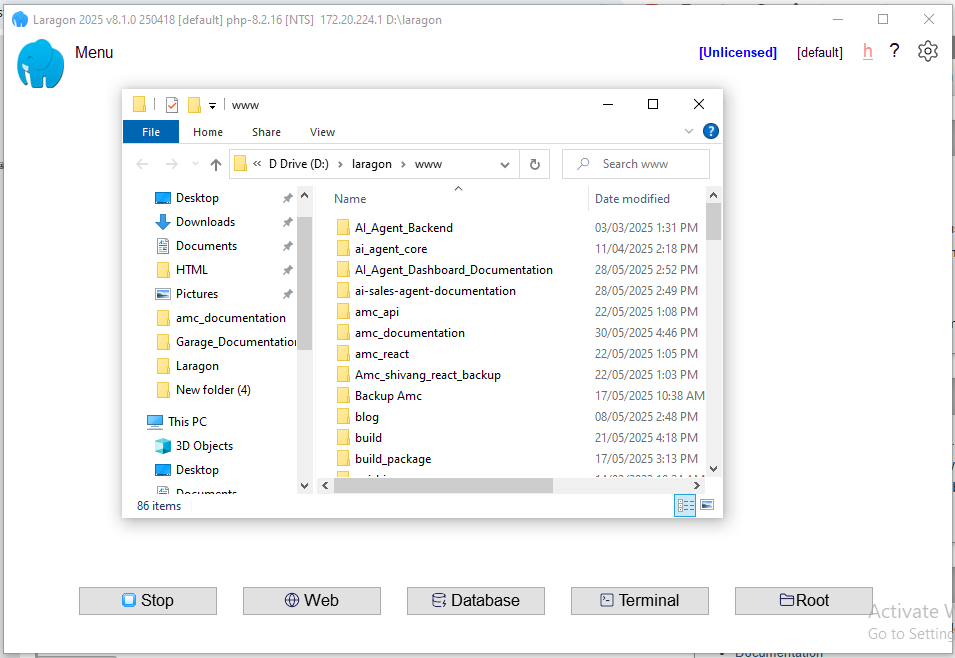 Laragon 2025 v8.1.0 250418 [default] php-8.2.16 [NTS] 172.20.224.1 D:\laragon
Menu
[Unlicensed] [default] h ?
www
File Home Share View
« D Drive (D:) › laragon › www
Search www
Desktop
Downloads
Documents
HTML
Pictures
amc_documentation
Garage_Documentation
Laragon
New folder (4)
This PC
3D Objects
Desktop
Documents
Name Date modified
AI_Agent_Backend 03/03/2025 1:31 PM
ai_agent_core 11/04/2025 2:18 PM
AI_Agent_Dashboard_Documentation 28/05/2025 2:52 PM
ai-sales-agent-documentation 28/05/2025 2:49 PM
amc_api 22/05/2025 1:08 PM
amc_documentation 30/05/2025 4:46 PM
amc_react 22/05/2025 1:05 PM
Amc_shivang_react_backup 22/05/2025 1:03 PM
Backup Amc 17/05/2025 10:38 AM
blog 08/05/2025 2:48 PM
build 21/05/2025 4:18 PM
build_package 17/05/2025 3:13 PM
86 items
Stop Web Database Terminal Root
Activate W
Go to Setting
Documentation